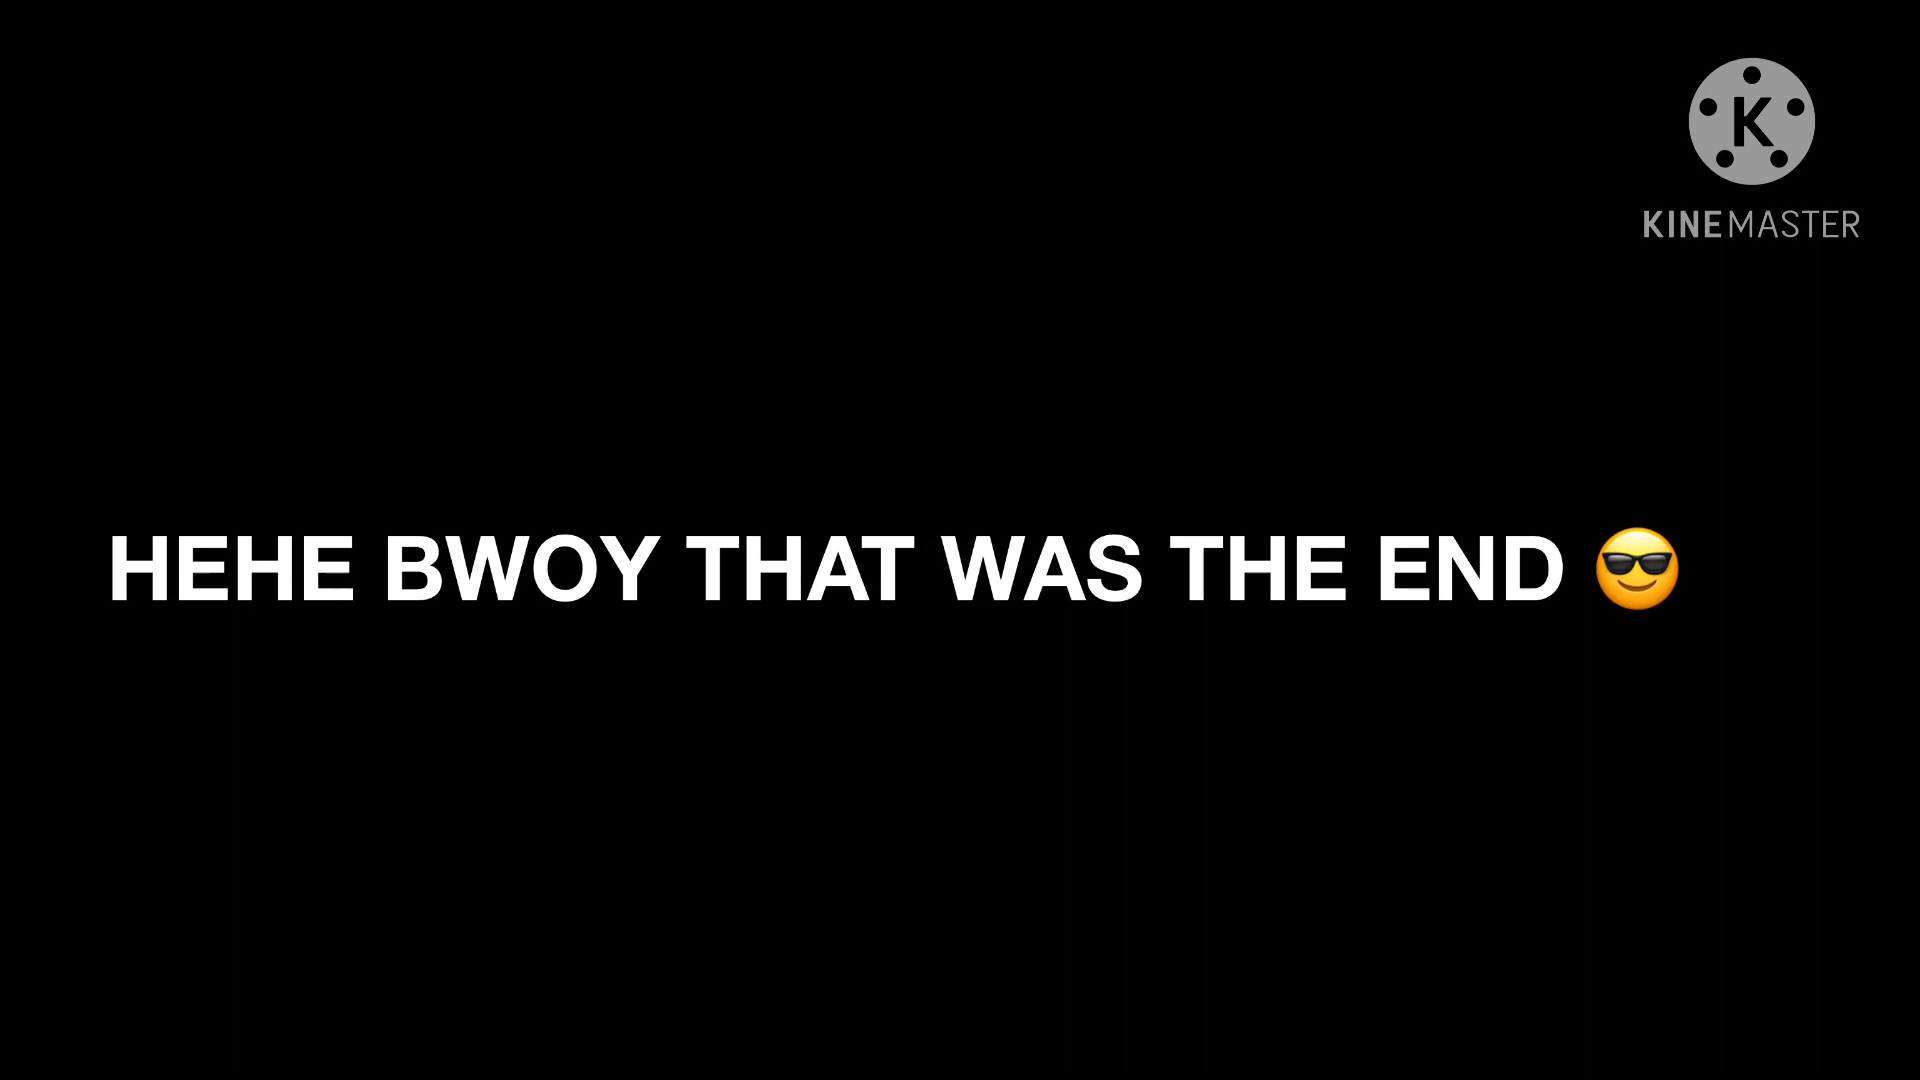 K
KINEMASTER
HEHE BWOY THAT WAS THE END 😎